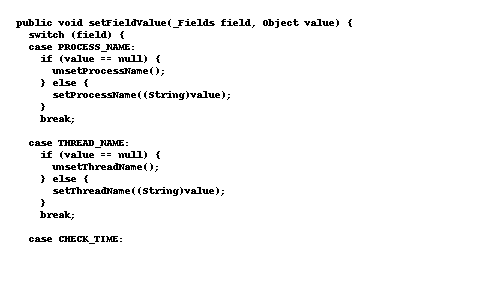 public void setFieldValue(_Fields field, Object value) {
  switch (field) {
  case PROCESS_NAME:
    if (value == null) {
      unsetProcessName();
    } else {
      setProcessName((String)value);
    }
    break;

  case THREAD_NAME:
    if (value == null) {
      unsetThreadName();
    } else {
      setThreadName((String)value);
    }
    break;

  case CHECK_TIME: